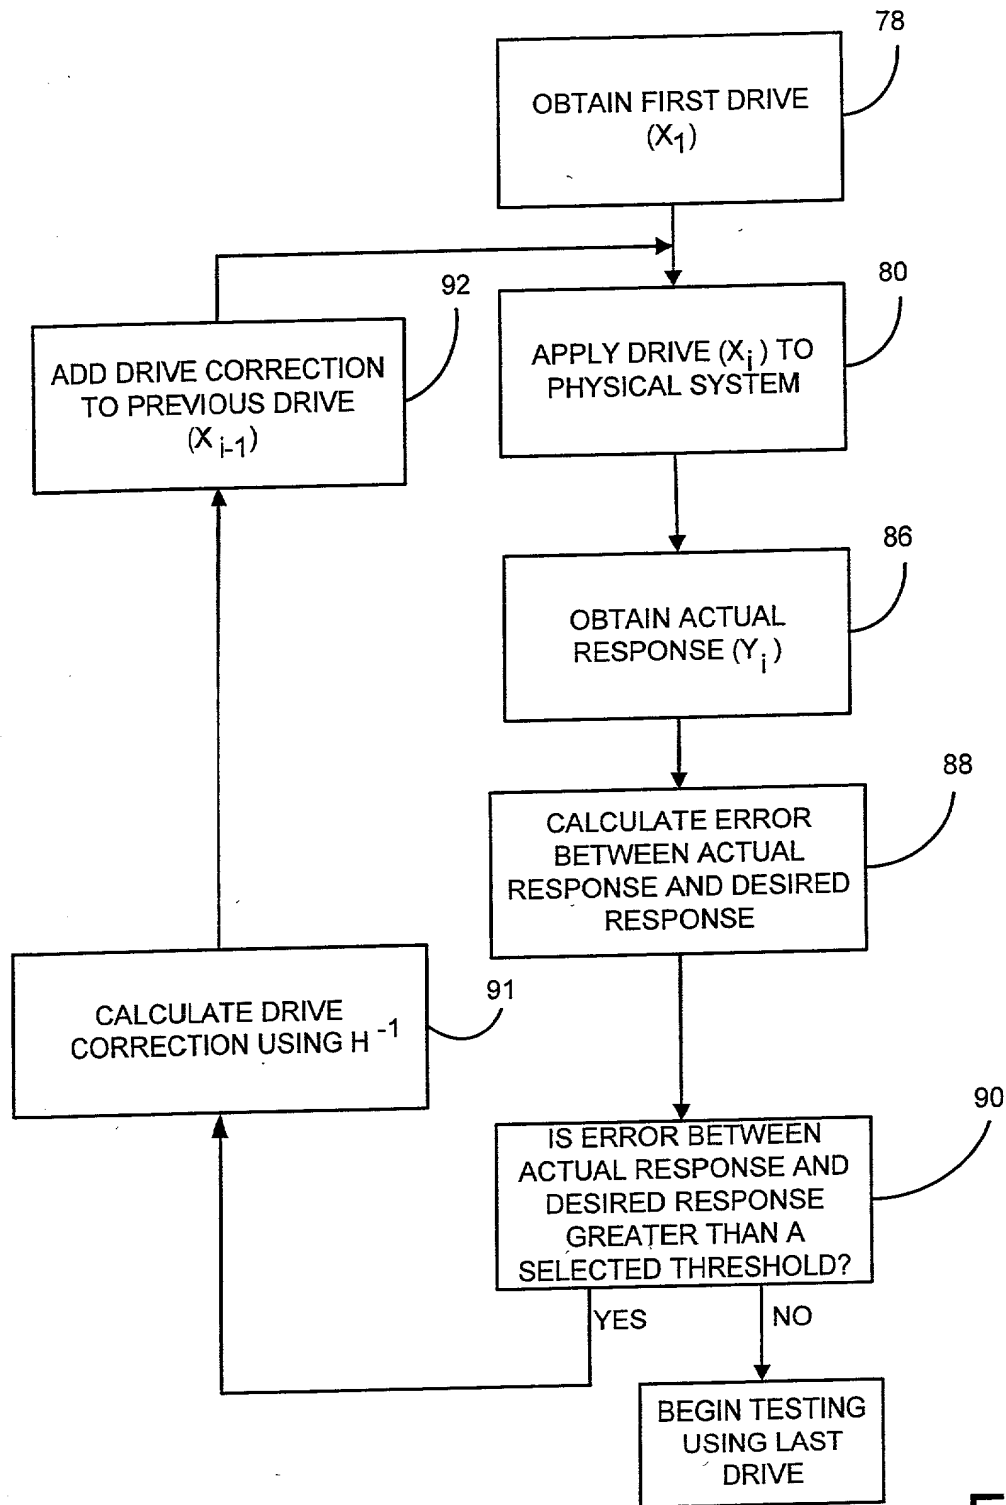 78
OBTAIN FIRST DRIVE
(X1)
92
80
ADD DRIVE CORRECTION
TO PREVIOUS DRIVE
(X i-1)
APPLY DRIVE (Xi) TO
PHYSICAL SYSTEM
86
OBTAIN ACTUAL
RESPONSE (Yi)
88
CALCULATE ERROR
BETWEEN ACTUAL
RESPONSE AND DESIRED
RESPONSE
91
CALCULATE DRIVE
CORRECTION USING H -1
90
IS ERROR BETWEEN
ACTUAL RESPONSE AND
DESIRED RESPONSE
GREATER THAN A
SELECTED THRESHOLD?
YES
NO
BEGIN TESTING
USING LAST
DRIVE